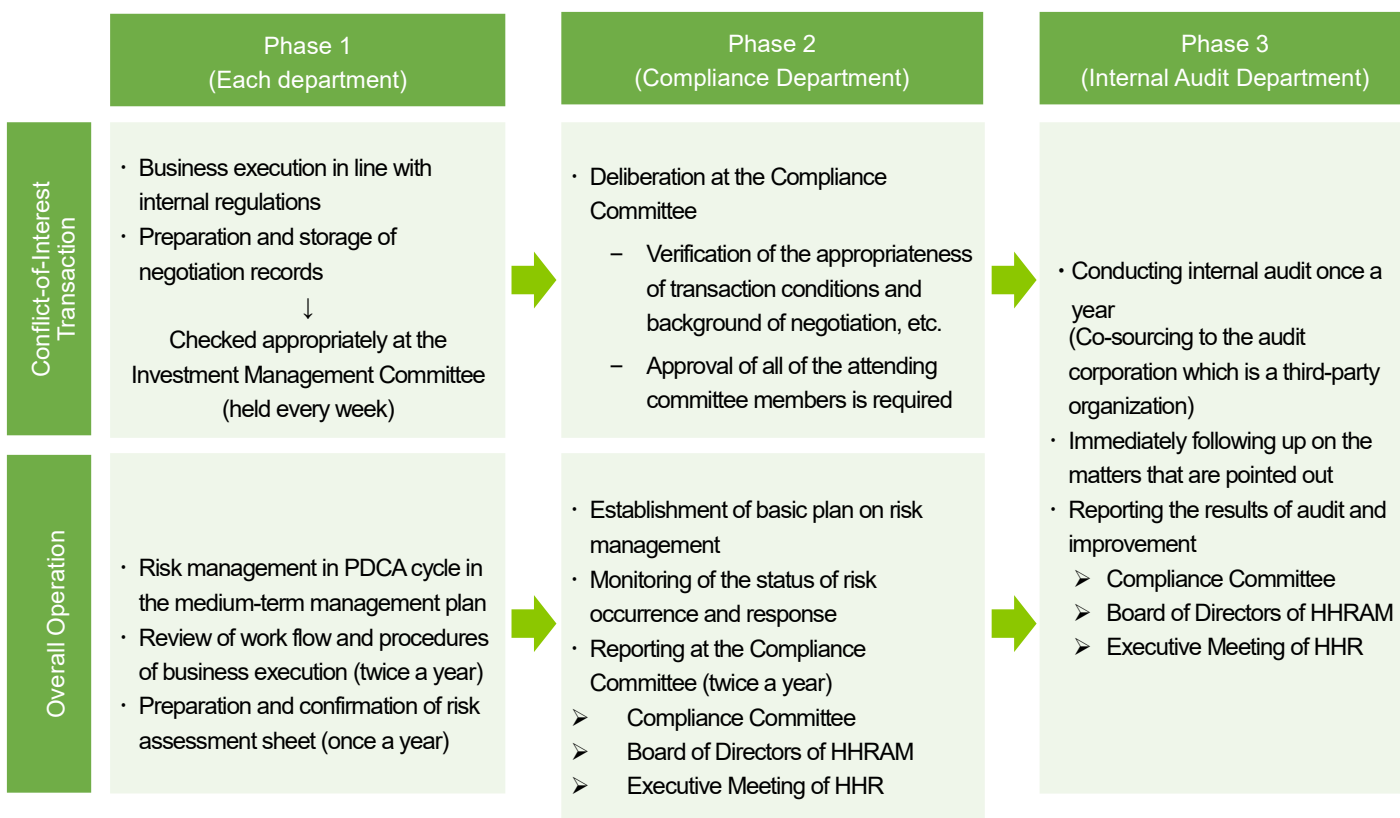 Phase 1
(Each department)
Phase 2
(Compliance Department)
Phase 3
(Internal Audit Department)
Conflict-of-Interest
Transaction
・Business execution in line with
internal regulations
・Preparation and storage of
negotiation records
↓
Checked appropriately at the
Investment Management Committee
(held every week)
・Deliberation at the Compliance
Committee
– Verification of the appropriateness
of transaction conditions and
background of negotiation, etc.
– Approval of all of the attending
committee members is required
・Conducting internal audit once a
year
(Co-sourcing to the audit
corporation which is a third-party
organization)
・Immediately following up on the
matters that are pointed out
・Reporting the results of audit and
improvement
➢ Compliance Committee
➢ Board of Directors of HHRAM
➢ Executive Meeting of HHR
Overall Operation
・Risk management in PDCA cycle in
the medium-term management plan
・Review of work flow and procedures
of business execution (twice a year)
・Preparation and confirmation of risk
assessment sheet (once a year)
・Establishment of basic plan on risk
management
・Monitoring of the status of risk
occurrence and response
・Reporting at the Compliance
Committee (twice a year)
➢ Compliance Committee
➢ Board of Directors of HHRAM
➢ Executive Meeting of HHR